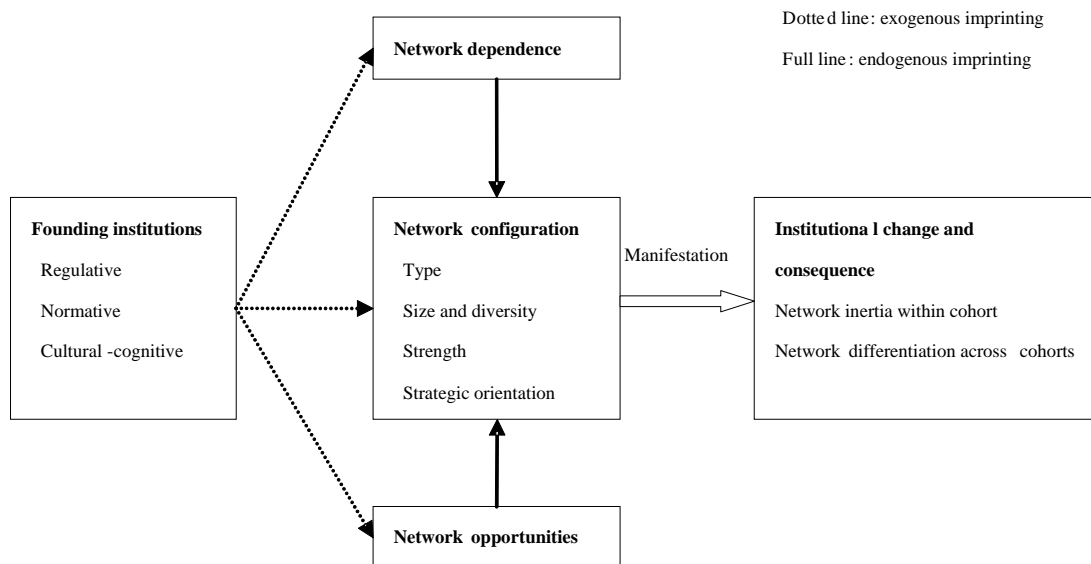 Dotted line: exogenous imprinting
Full line: endogenous imprinting
Network dependence
Founding institutions
Regulative
Normative
Cultural -cognitive
Network configuration
Type
Size and diversity
Strength
Strategic orientation
Manifestation
Institutiona l change and
consequence
Network inertia within cohort
Network differentiation across cohorts
Network opportunities